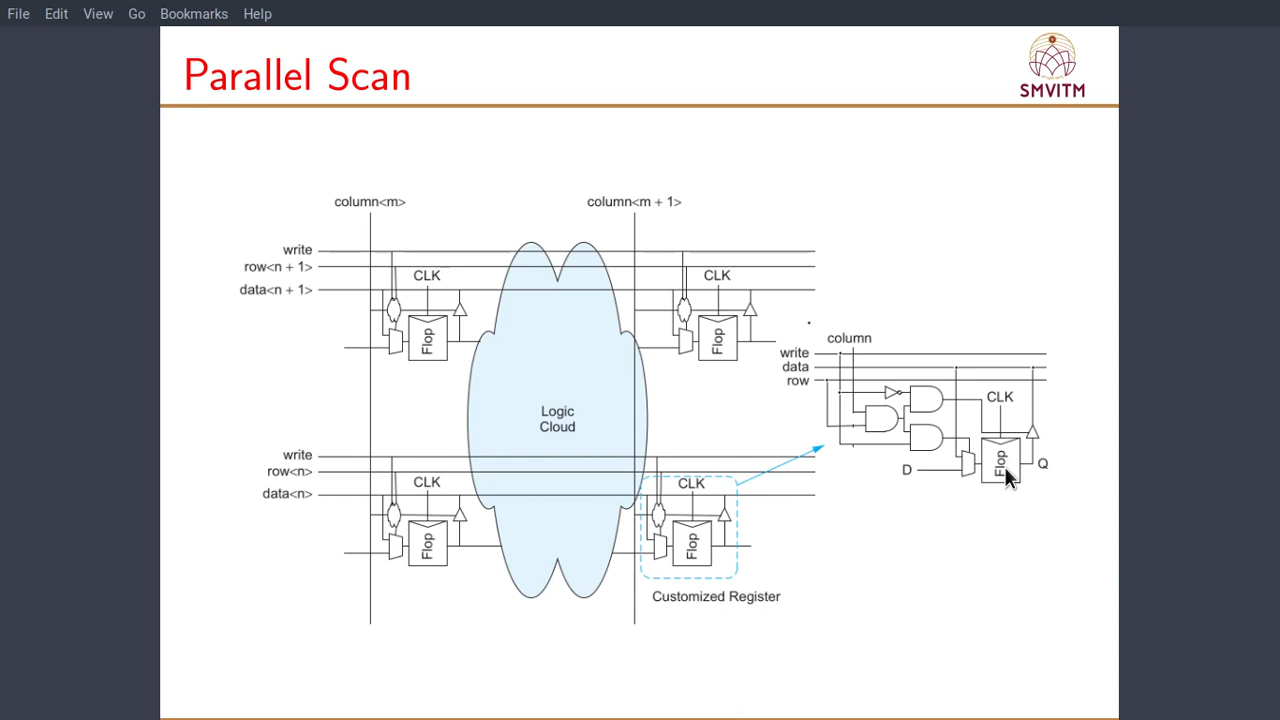 File Edit View Go Bookmarks Help
Parallel Scan
SMVITM
column<m>
column<m + 1>
write
row<n + 1>
data<n + 1>
CLK
Flop
CLK
Flop
Logic
Cloud
write
row<n>
data<n>
CLK
Flop
CLK
Flop
Customized Register
column
write
data
row
CLK
D
Flop
Q